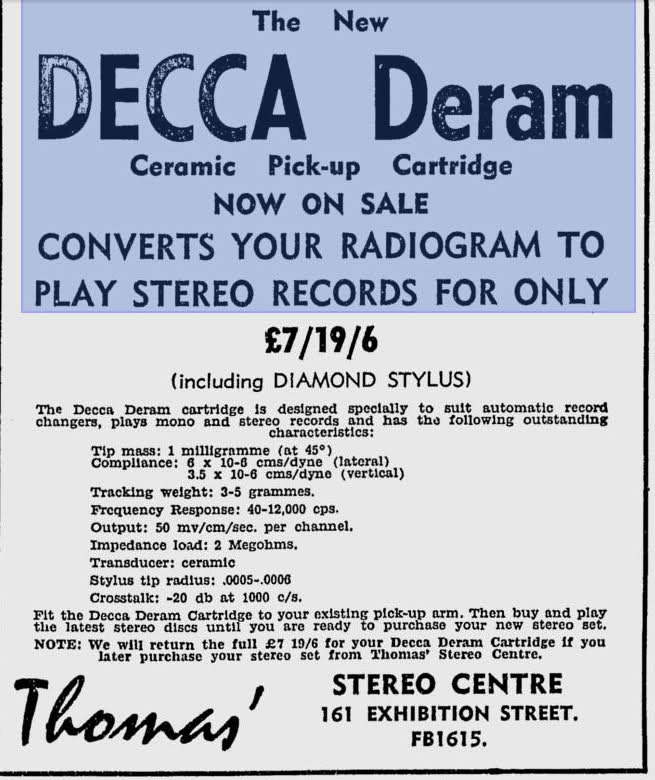 The New
DECCA Deram
Ceramic Pick-up Cartridge
NOW ON SALE
CONVERTS YOUR RADIOGRAM TO
PLAY STEREO RECORDS FOR ONLY
£7/19/6
(including DIAMOND STYLUS)
The Decca Deram cartridge is designed specially to suit automatic record
changers, plays mono and stereo records and has the following outstanding
characteristics:
Tip mass: 1 milligramme (at 45°)
Compliance: 6 x 10-6 cms/dyne (lateral)
3.5 x 10-6 cms/dyne (vertical)
Tracking weight: 3-5 grammes.
Frequency Response: 40-12,000 cps.
Output: 50 mv/cm/sec. per channel.
Impedance load: 2 Megohms.
Transducer: ceramic
Stylus tip radius: .0005-.0006
Crosstalk: -20 db at 1000 c/s.
Fit the Decca Deram Cartridge to your existing pick-up arm. Then buy and play
the latest stereo discs until you are ready to purchase your new stereo set.
NOTE: We will return the full £7 19/6 for your Decca Deram Cartridge if you
later purchase your stereo set from Thomas' Stereo Centre.
Thomas'
STEREO CENTRE
161 EXHIBITION STREET.
FB1615.